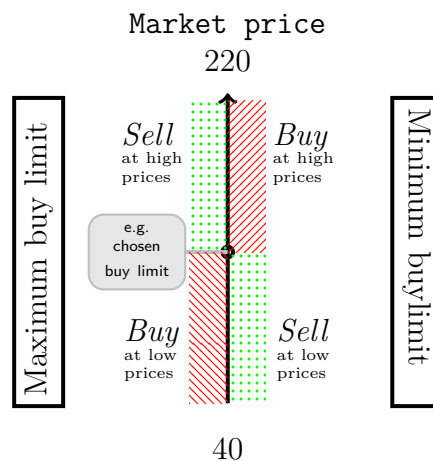 Market price
220
Maximum buy limit
Sell
at high
prices
Buy
at high
prices
Minimum buylimit
e.g.
chosen
buy limit
Buy
at low
prices
Sell
at low
prices
40